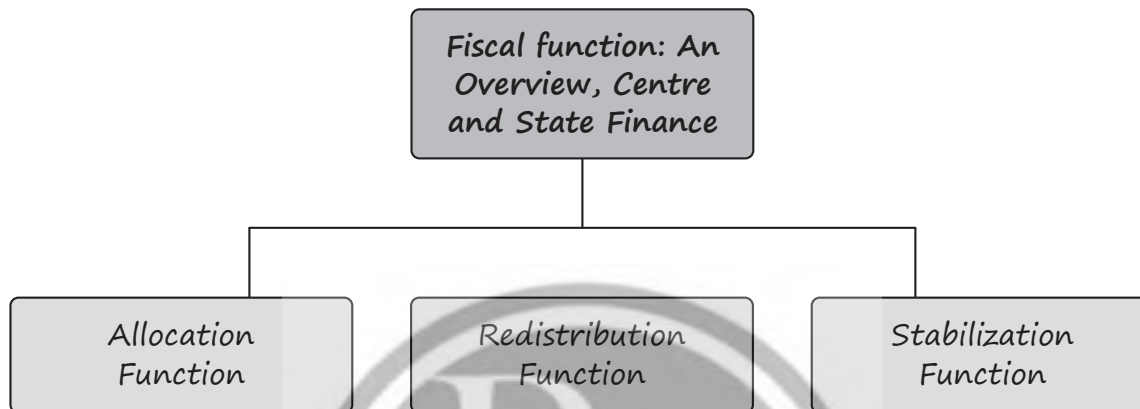 Fiscal function: An
Overview, Centre
and State Finance
Allocation
Function
Redistribution
Function
Stabilization
Function